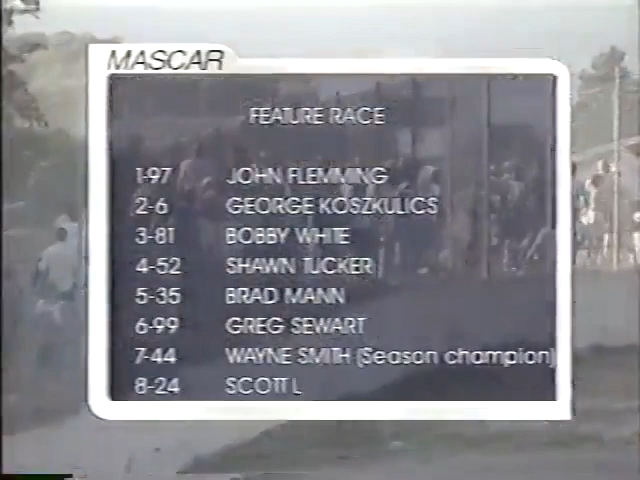 MASCAR
FEATURE RACE
1-97 JOHN FLEMMING
2-6 GEORGE KOSZKULICS
3-81 BOBBY WHITE
4-52 SHAWN TUCKER
5-35 BRAD MANN
6-99 GREG SEWART
7-44 WAYNE SMITH (Season champion)
8-24 SCOTT L